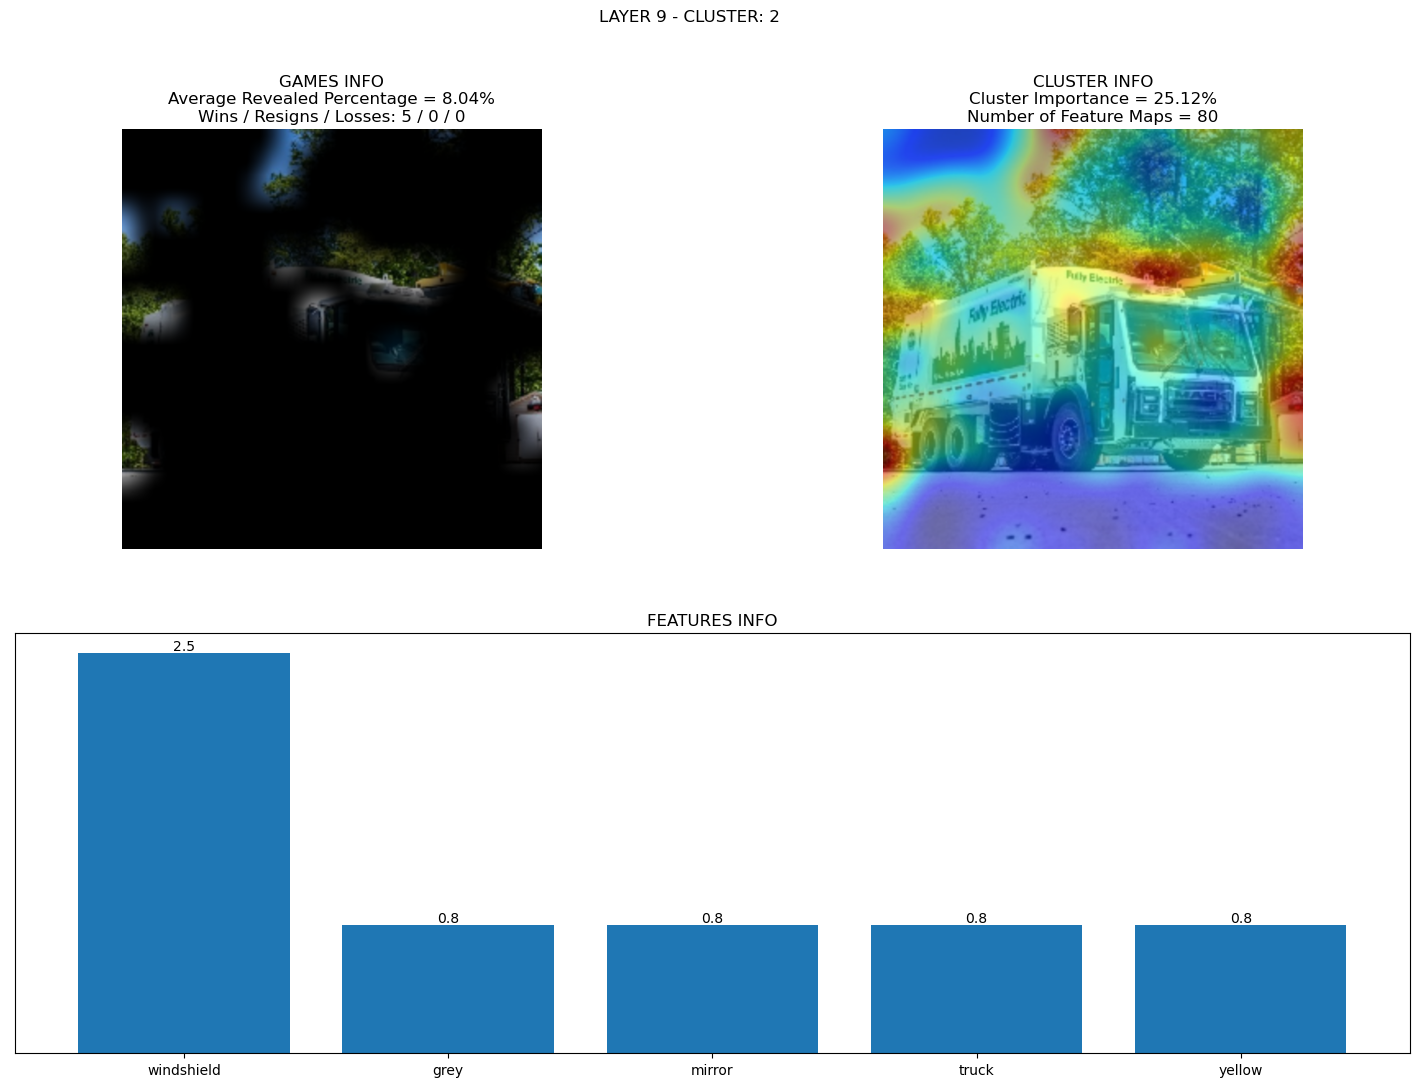 LAYER 9 - CLUSTER: 2
GAMES INFO
Average Revealed Percentage = 8.04%
Wins / Resigns / Losses: 5 / 0 / 0
CLUSTER INFO
Cluster Importance = 25.12%
Number of Feature Maps = 80
Fully Electric
Fully Electric
MACK
FEATURES INFO
2.5
0.8
0.8
0.8
0.8
windshield
grey
mirror
truck
yellow